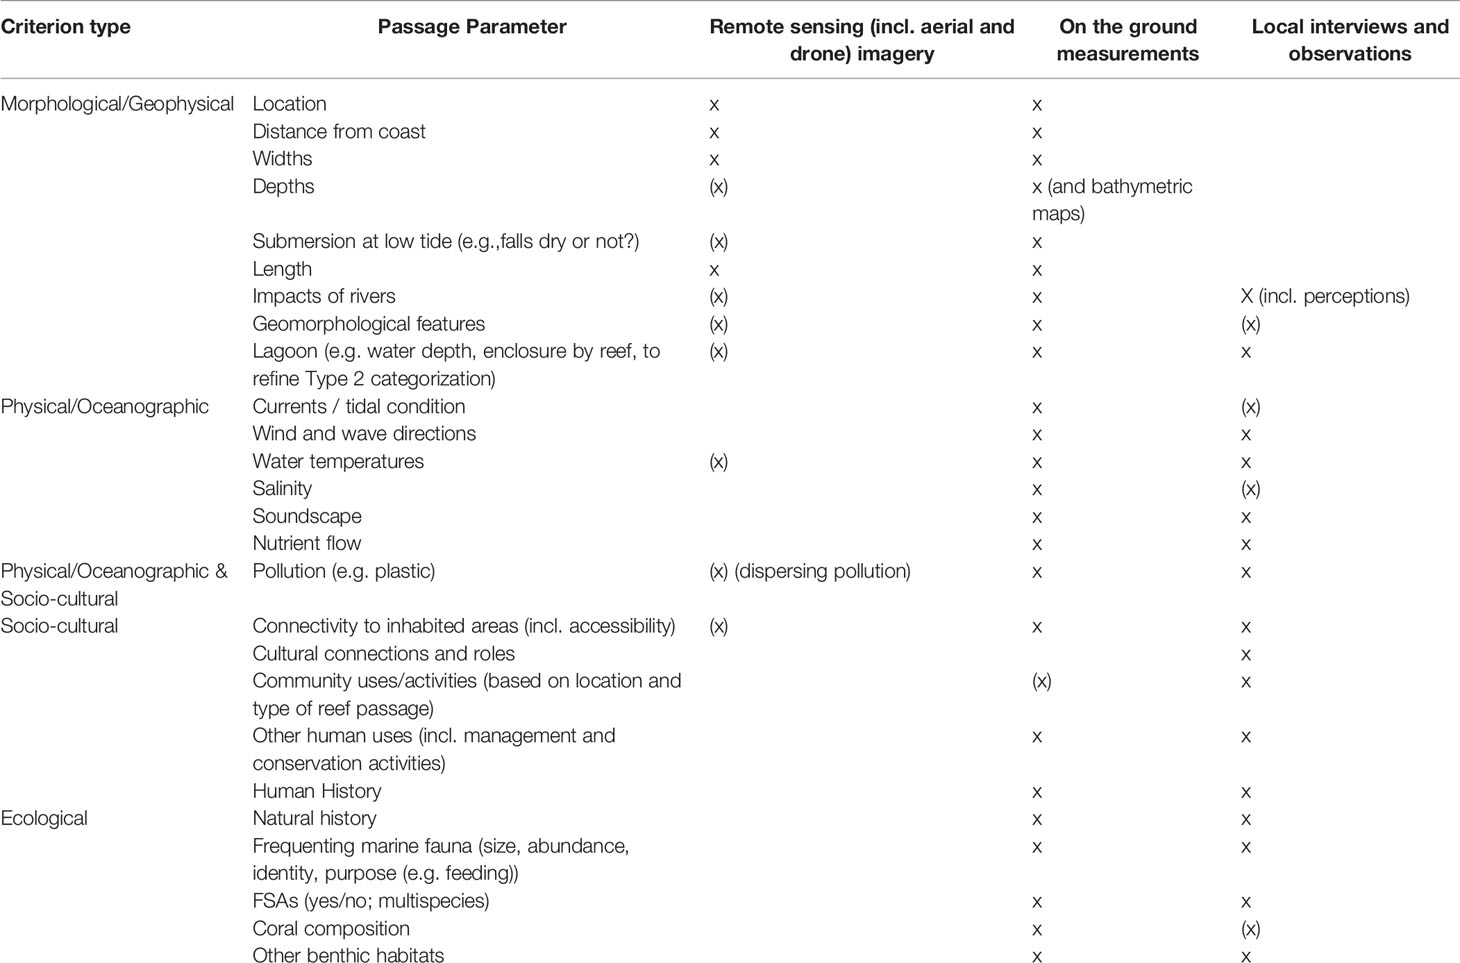 Criterion type Passage Parameter Remote sensing (incl. aerial and On the ground Local interviews and
drone) imagery measurements observations
Morphological/Geophysical Location x x
Distance from coast x x
Widths x x
Depths (x) x (and bathymetric
maps)
Submersion at low tide (e.g.,falls dry or not?) (x) x
Length x x
Impacts of rivers (x) x X (incl. perceptions)
Geomorphological features (x) x (x)
Lagoon (e.g. water depth, enclosure by reef, to (x) x x
refine Type 2 categorization)
Physical/Oceanographic Currents / tidal condition x (x)
Wind and wave directions x x
Water temperatures (x) x x
Salinity x (x)
Soundscape x x
Nutrient flow x x
Physical/Oceanographic & Pollution (e.g. plastic) (x) (dispersing pollution) x x
Socio-cultural
Socio-cultural Connectivity to inhabited areas (incl. accessibility) (x) x x
Cultural connections and roles x
Community uses/activities (based on location and (x) x
type of reef passage)
Other human uses (incl. management and x x
conservation activities)
Human History x x
Ecological Natural history x x
Frequenting marine fauna (size, abundance, x x
identity, purpose (e.g. feeding))
FSAs (yes/no; multispecies) x x
Coral composition x (x)
Other benthic habitats x x